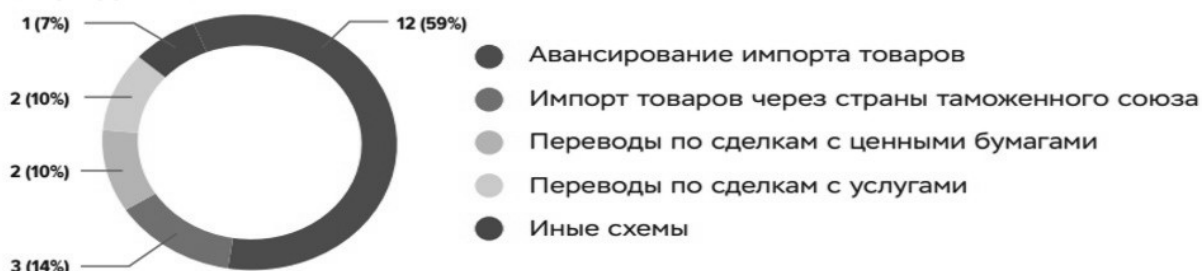 1 (7%)
12 (59%)
2 (10%)
2 (10%)
3 (14%)
Авансирование импорта товаров
Импорт товаров через страны таможенного союза
Переводы по сделкам с ценными бумагами
Переводы по сделкам с услугами
Иные схемы